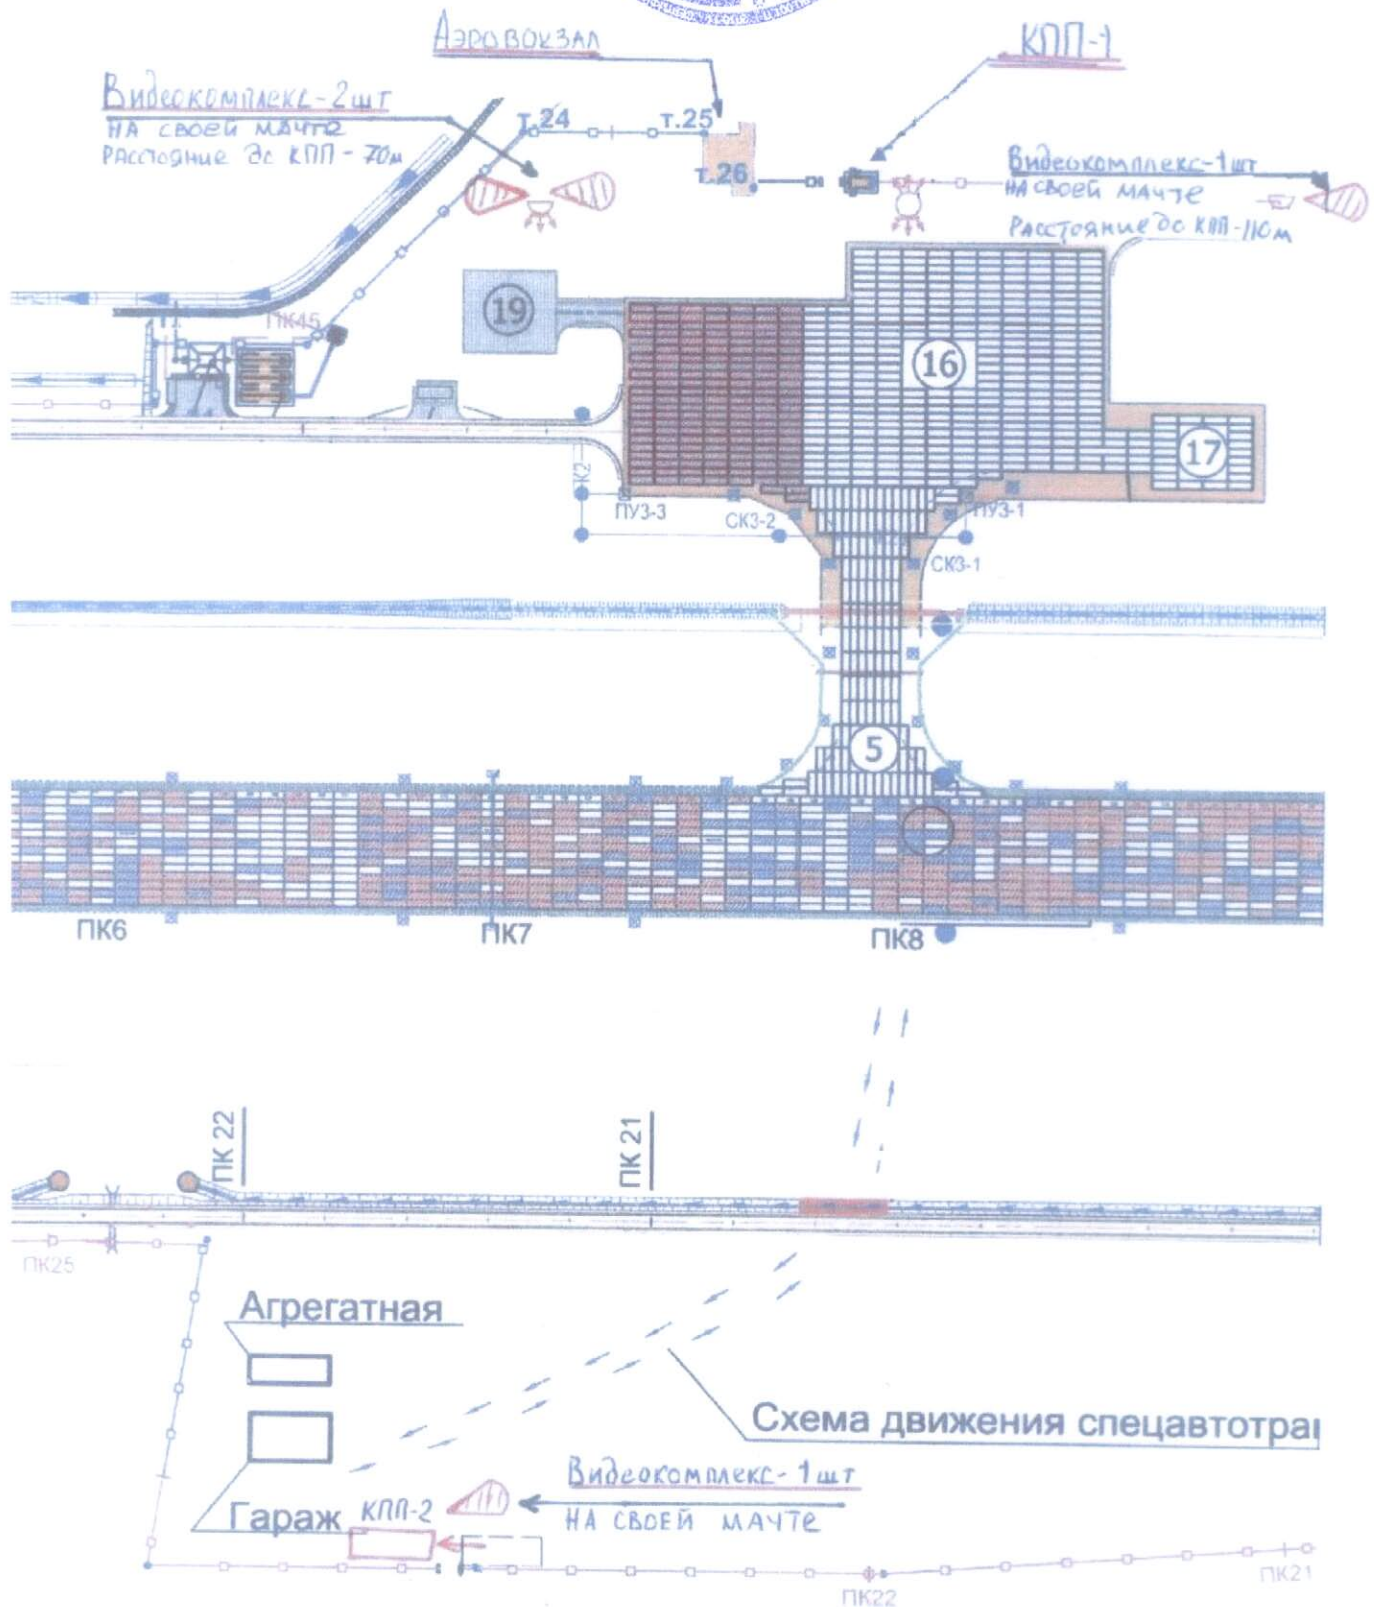 Аэровокзал
КПП-1
Видеокомплекс-2шт
на своей мачте
Расстояние до КПП - 70м
т.24
т.25
т.26
Видеокомплекс-1шт
на своей мачте
Расстояние до КПП-110м
ПК45
19
16
17
К2
ПУЗ-3
СКЗ-2
ПУЗ-1
СКЗ-1
5
ПК6
ПК7
ПК8
ПК 22
ПК 21
ПК25
Агрегатная
Схема движения спецавтотра
Видеокомплекс-1шт
на своей мачте
Гараж
КПП-2
ПК22
ПК21